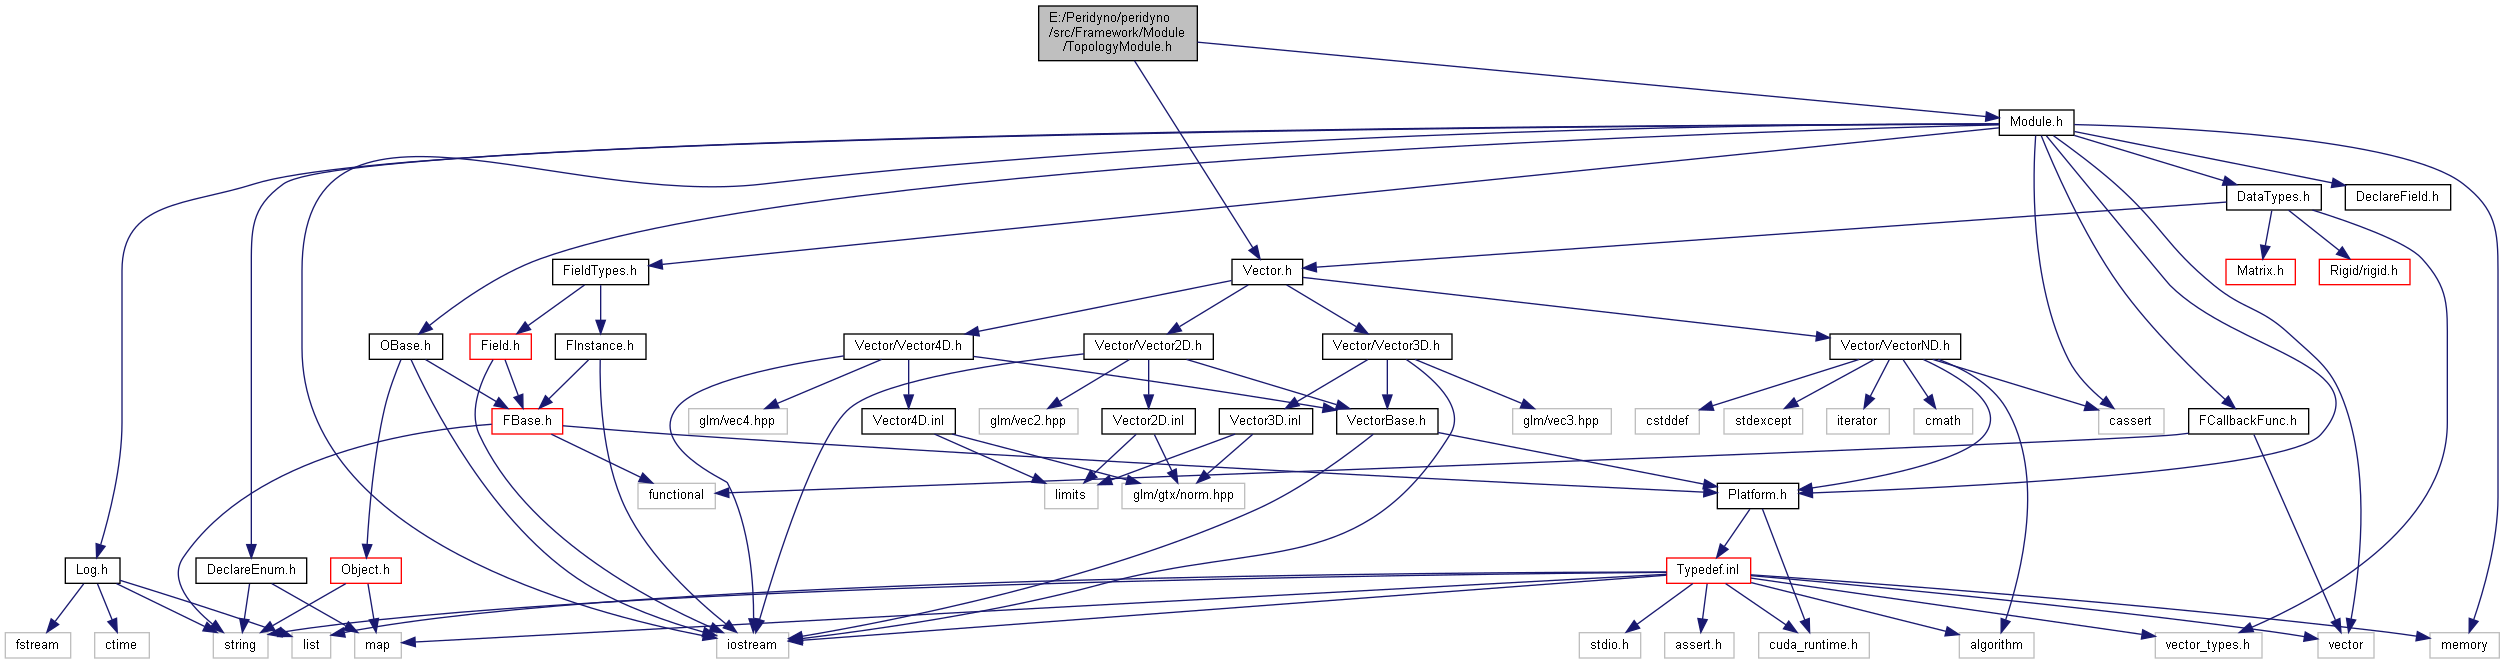 E:/Peridyno/peridyno
/src/Framework/Module
/TopologyModule.h
Module.h
DataTypes.h
DeclareField.h
FieldTypes.h
Vector.h
Matrix.h
Rigid/rigid.h
OBase.h
Field.h
FInstance.h
Vector/Vector4D.h
Vector/Vector2D.h
Vector/Vector3D.h
Vector/VectorND.h
FBase.h
glm/vec4.hpp
Vector4D.inl
glm/vec2.hpp
Vector2D.inl
Vector3D.inl
VectorBase.h
glm/vec3.hpp
cstddef
stdexcept
iterator
cmath
cassert
FCallbackFunc.h
functional
limits
glm/gtx/norm.hpp
Platform.h
Log.h
DeclareEnum.h
Object.h
Typedef.inl
fstream
ctime
string
list
map
iostream
stdio.h
assert.h
cuda_runtime.h
algorithm
vector_types.h
vector
memory